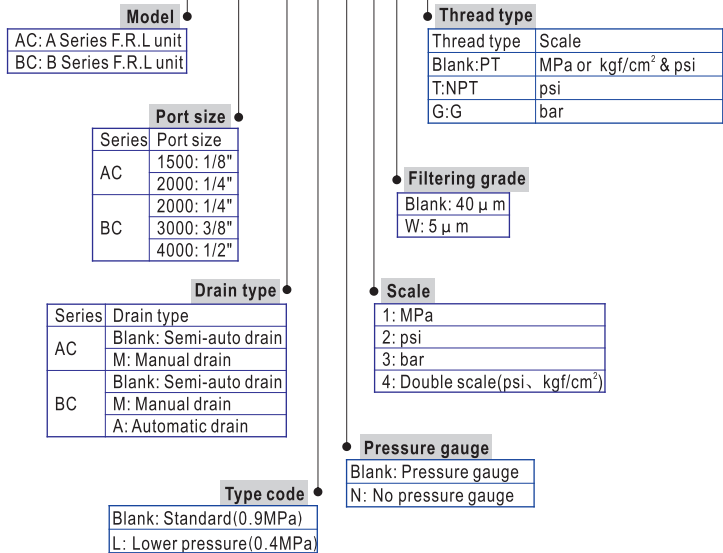 Model
AC: A Series F.R.L unit
BC: B Series F.R.L unit
Thread type
Thread type Scale
Blank:PT MPa or kgf/cm² & psi
T:NPT psi
G:G bar
Port size
Series Port size
AC
1500: 1/8"
2000: 1/4"
BC
2000: 1/4"
3000: 3/8"
4000: 1/2"
Filtering grade
Blank: 40 μ m
W: 5 μ m
Drain type
Series Drain type
AC
Blank: Semi-auto drain
M: Manual drain
BC
Blank: Semi-auto drain
M: Manual drain
A: Automatic drain
Scale
1: MPa
2: psi
3: bar
4: Double scale(psi、kgf/cm²)
Pressure gauge
Blank: Pressure gauge
N: No pressure gauge
Type code
Blank: Standard(0.9MPa)
L: Lower pressure(0.4MPa)